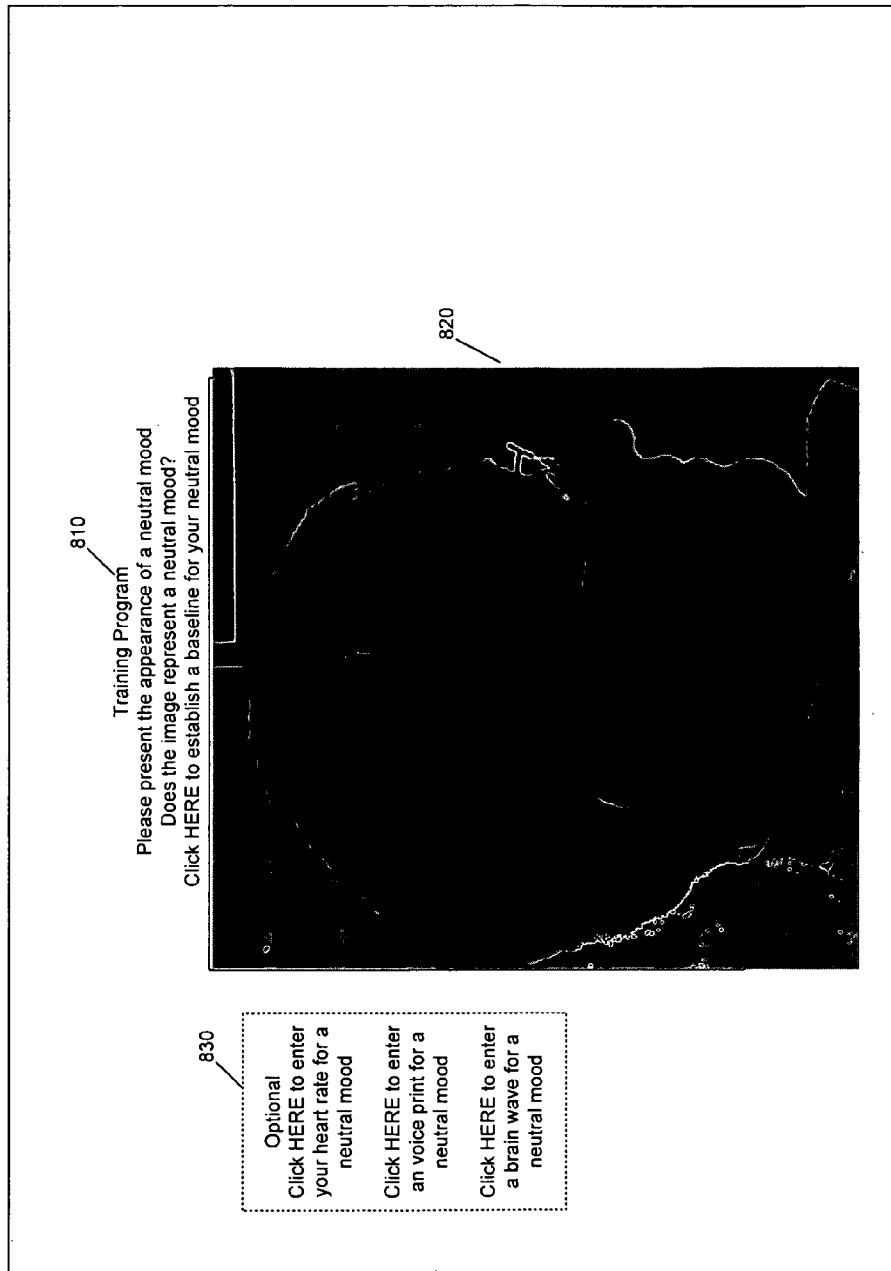 810
Training Program
Please present the appearance of a neutral mood
Does the image represent a neutral mood?
Click HERE to establish a baseline for your neutral mood
820
830
Optional
Click HERE to enter
your heart rate for a
neutral mood
Click HERE to enter
an voice print for a
neutral mood
Click HERE to enter
a brain wave for a
neutral mood